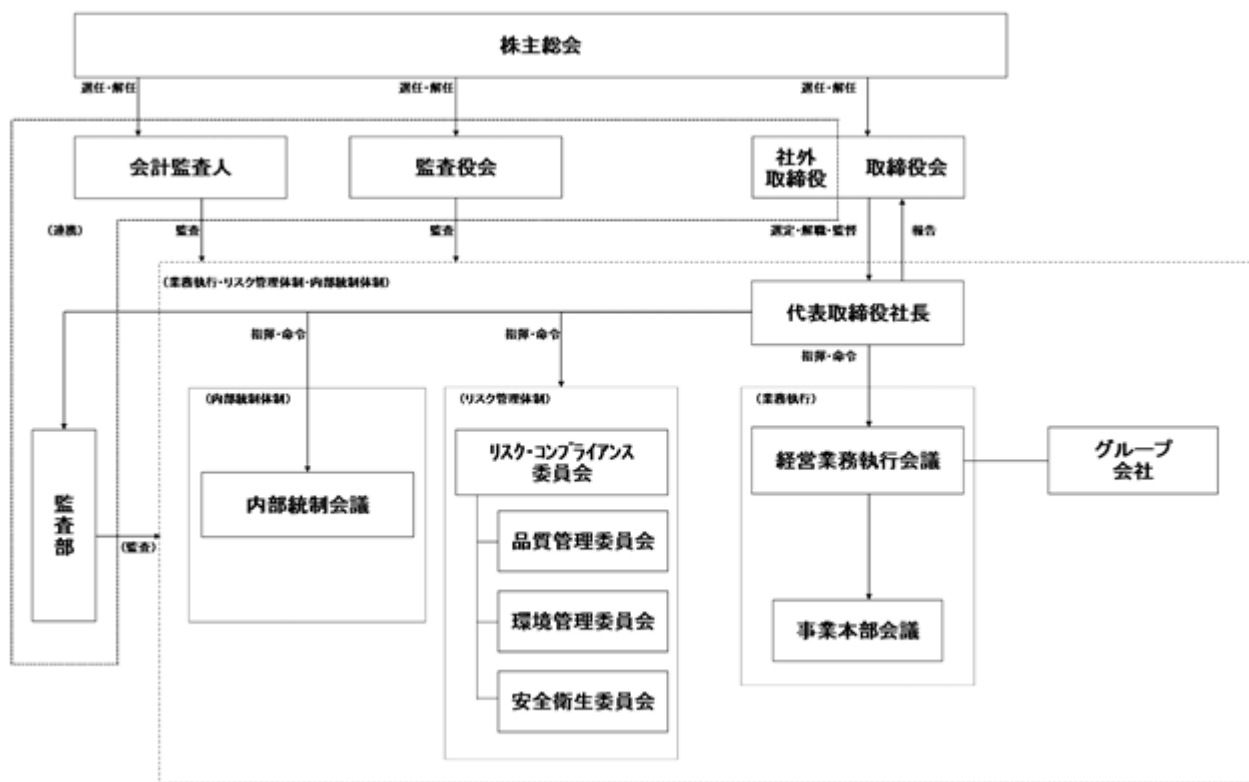 株主総会
選任・解任
選任・解任
選任・解任
会計監査人
監査役会
社外
取締役
取締役会
(連携)
監査
監査
選定・解職・監督
報告
(業務執行・リスク管理体制・内部統制体制)
代表取締役社長
指揮・命令
指揮・命令
指揮・命令
(内部統制体制)
(リスク管理体制)
(業務執行)
監査部
(監査)
内部統制会議
リスク・コンプライアンス
委員会
品質管理委員会
環境管理委員会
安全衛生委員会
経営業務執行会議
グループ
会社
事業本部会議